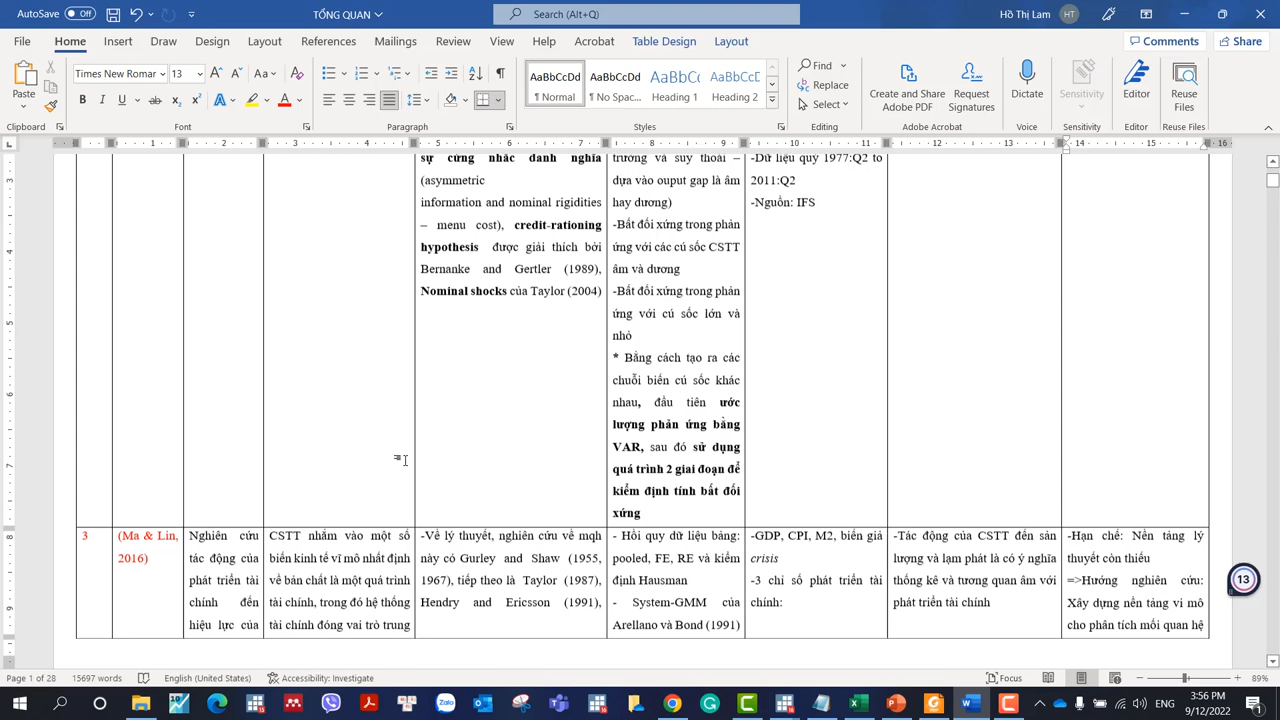 TỔNG QUAN
Search (Alt+Q)
Hồ Thị Lam
HT
File
Home
Insert
Draw
Design
Layout
References
Mailings
Review
View
Help
Acrobat
Table Design
Layout
Comments
Share
Paste
Clipboard
Times New Roman
13
Font
Paragraph
AaBbCcDd
¶ Normal
AaBbCcDd
¶ No Spac...
AaBbCc
Heading 1
AaBbCcD
Heading 2
Styles
Find
Replace
Select
Editing
Create and Share
Adobe PDF
Request
Signatures
Adobe Acrobat
Dictate
Voice
Sensitivity
Sensitivity
Editor
Editor
Reuse
Files
Reuse Files
sự cứng nhắc danh nghĩa
(asymmetric
information and nominal rigidities
– menu cost), credit-rationing
hypothesis được giải thích bởi
Bernanke and Gertler (1989),
Nominal shocks của Taylor (2004)
trưởng và suy thoái –
dựa vào ouput gap là âm
hay dương)
-Bất đối xứng trong phản
ứng với các cú sốc CSTT
âm và dương
-Bất đối xứng trong phản
ứng với cú sốc lớn và
nhỏ
* Bằng cách tạo ra các
chuỗi biến cú sốc khác
nhau, đầu tiên ước
lượng phản ứng bằng
VAR, sau đó sử dụng
quá trình 2 giai đoạn để
kiểm định tính bất đối
xứng
-Dữ liệu quý 1977:Q2 to
2011:Q2
-Nguồn: IFS
3
(Ma & Lin,
2016)
Nghiên cứu
tác động của
phát triển tài
chính đến
hiệu lực của
CSTT nhắm vào một số
biến kinh tế vĩ mô nhất định
về bản chất là một quá trình
tài chính, trong đó hệ thống
tài chính đóng vai trò trung
-Về lý thuyết, nghiên cứu về mqh
này có Gurley and Shaw (1955,
1967), tiếp theo là Taylor (1987),
Hendry and Ericsson (1991),
- Hồi quy dữ liệu bảng:
pooled, FE, RE và kiểm
định Hausman
- System-GMM của
Arellano và Bond (1991)
-GDP, CPI, M2, biến giả
crisis
-3 chỉ số phát triển tài
chính:
-Tác động của CSTT đến sản
lượng và lạm phát là có ý nghĩa
thống kê và tương quan âm với
phát triển tài chính
-Hạn chế: Nền tảng lý
thuyết còn thiếu
=>Hướng nghiên cứu:
Xây dựng nền tảng vi mô
cho phân tích mối quan hệ
13
Page 1 of 28
15697 words
English (United States)
Accessibility: Investigate
Focus
89%
3:56 PM
9/12/2022